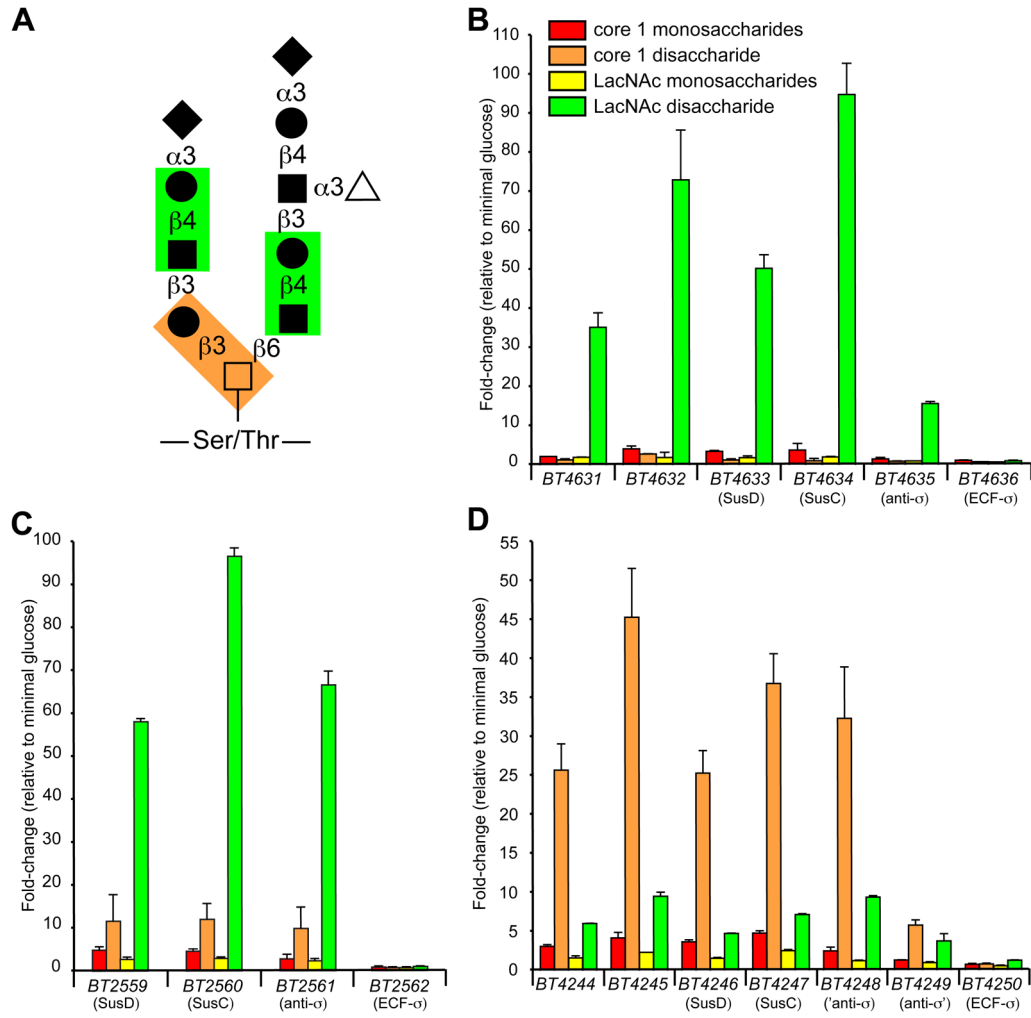 A
α3
α3
β4
α3
β4
β3
β3
β4
β3
β6
Ser/Thr
B
Fold-change (relative to minimal glucose)
110
100
90
80
70
60
50
40
30
20
10
0
core 1 monosaccharides
core 1 disaccharide
LacNAc monosaccharides
LacNAc disaccharide
BT4631 BT4632 BT4633 BT4634 BT4635 BT4636
(SusD) (SusC) (anti-σ) (ECF-σ)
C
Fold-change (relative to minimal glucose)
100
90
80
70
60
50
40
30
20
10
0
BT2559 BT2560 BT2561 BT2562
(SusD) (SusC) (anti-σ) (ECF-σ)
D
Fold-change (relative to minimal glucose)
55
50
45
40
35
30
25
20
15
10
5
0
BT4244 BT4245 BT4246 BT4247 BT4248 BT4249 BT4250
(SusD) (SusC) ('anti-σ) (anti-σ') (ECF-σ)